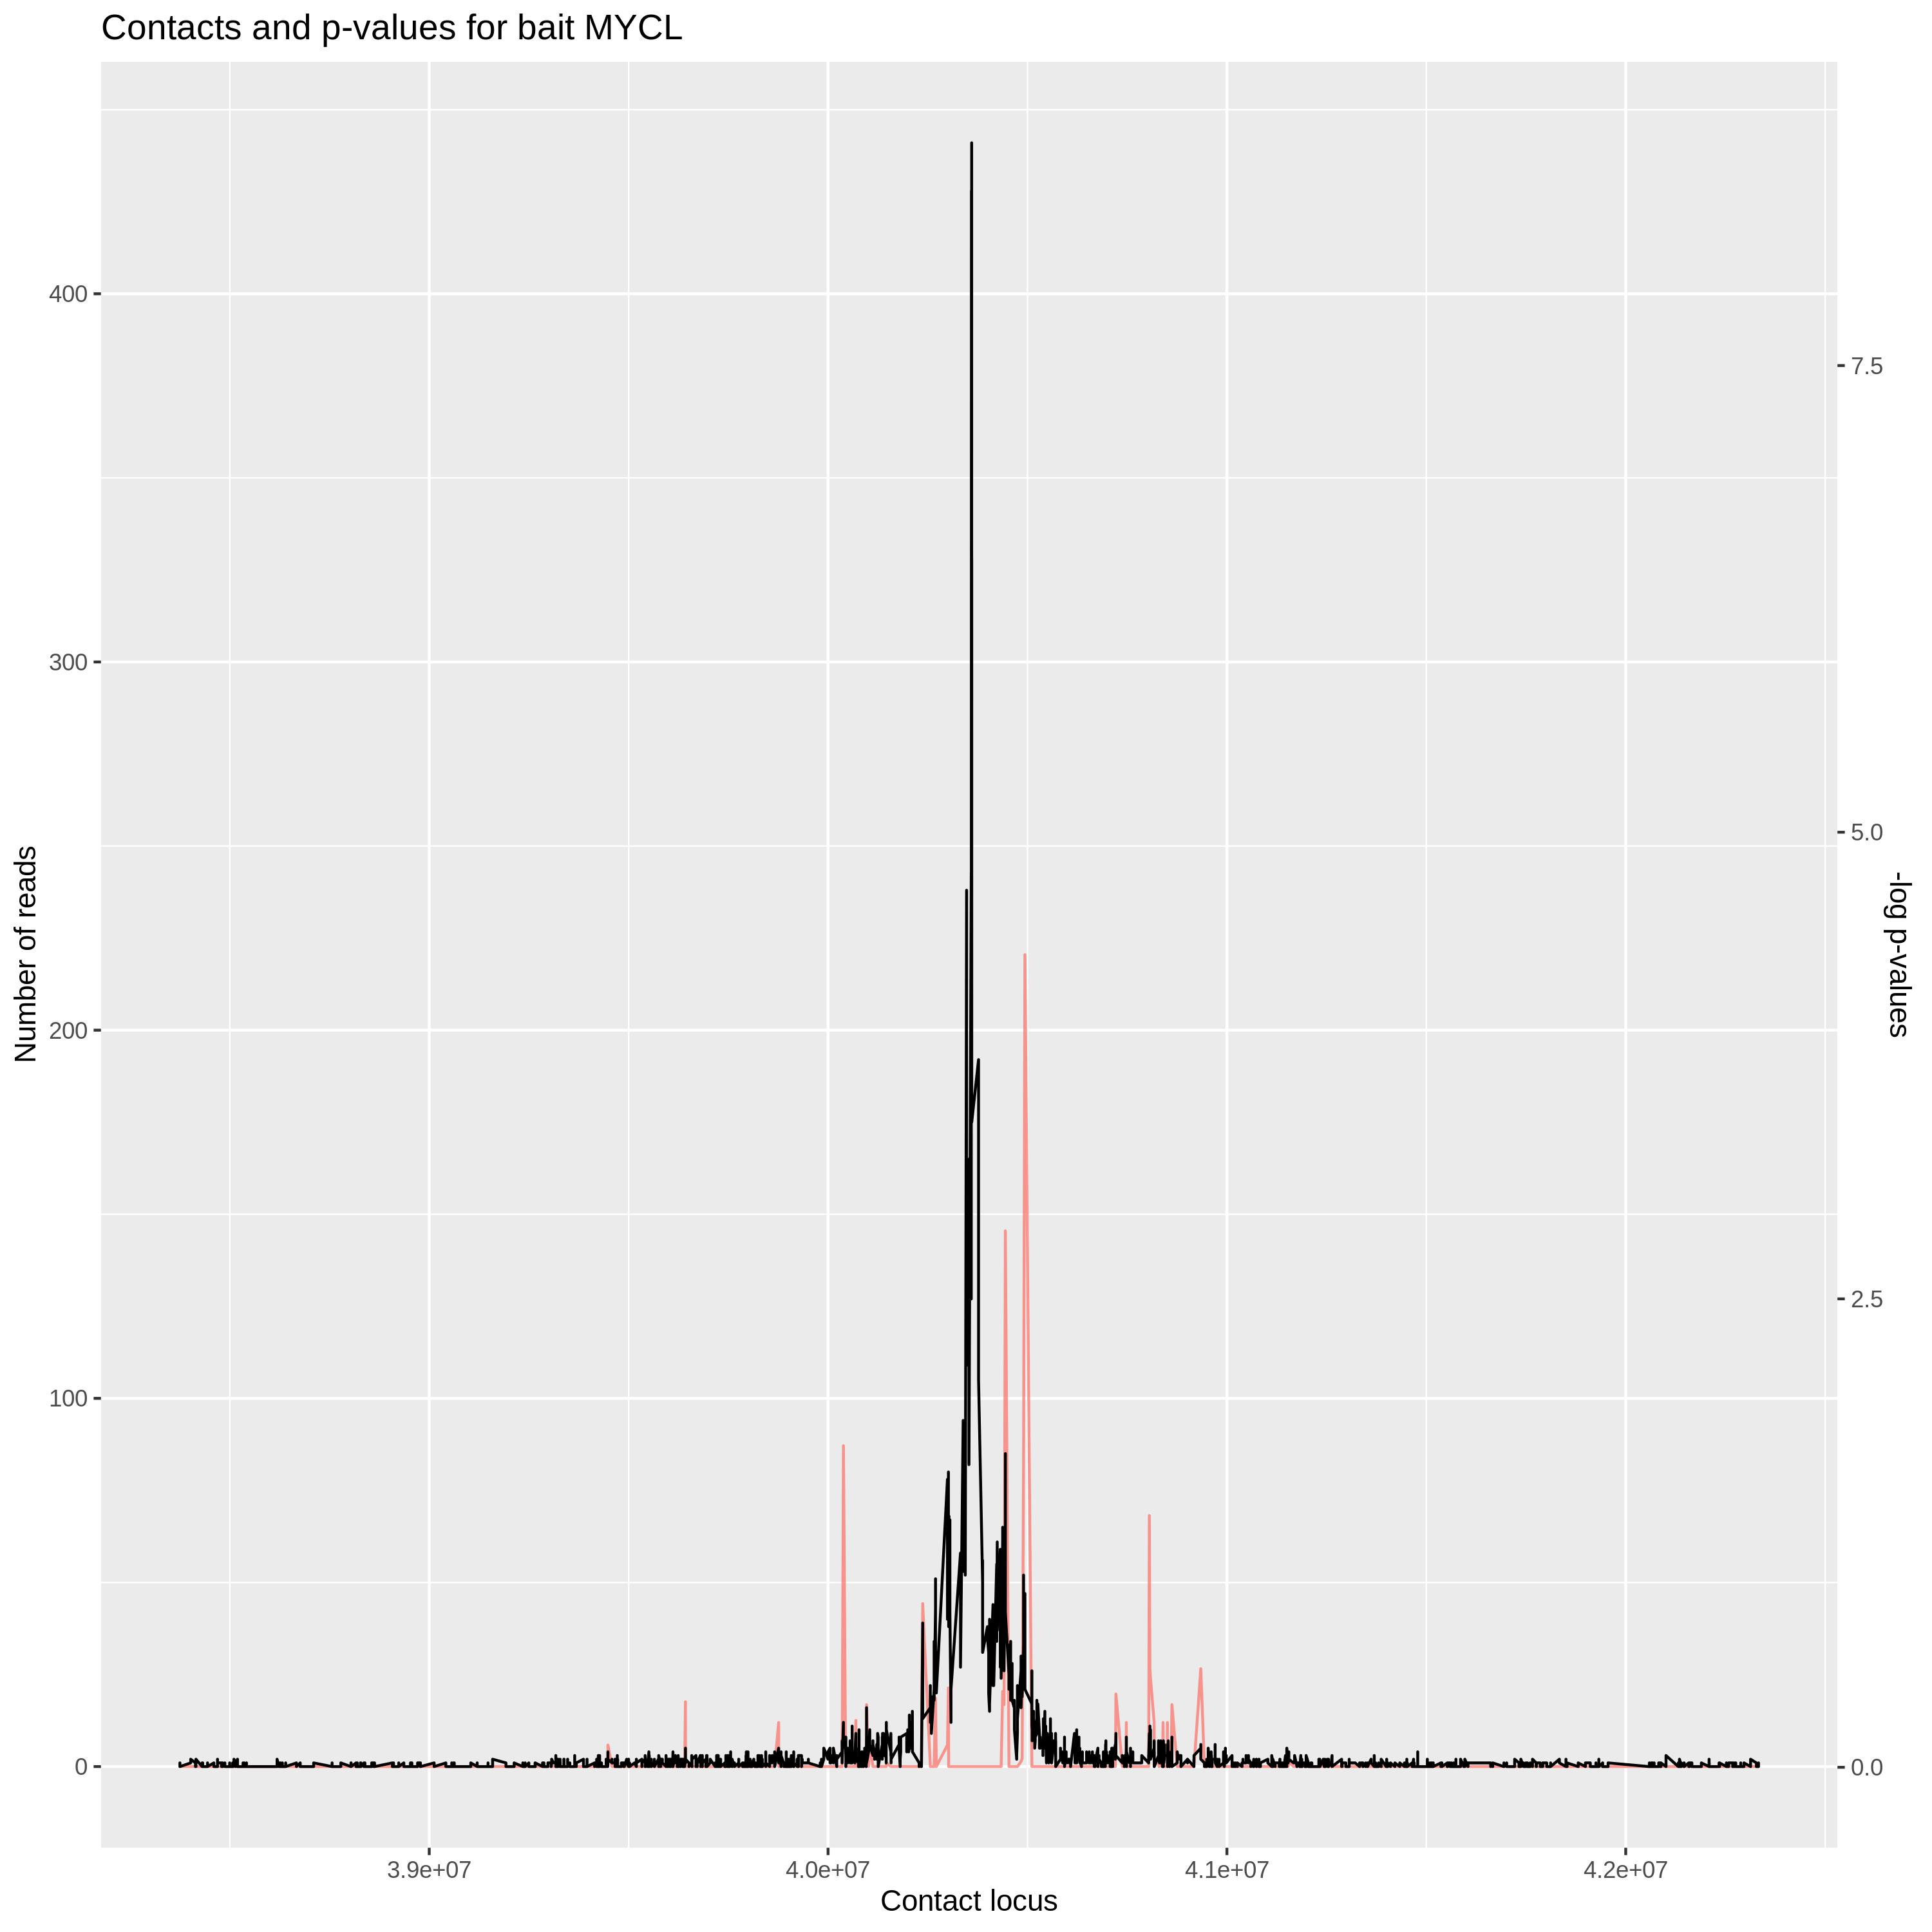 Contacts and p-values for bait MYCL
Number of reads
400
300
200
100
0
7.5
5.0
2.5
0.0
-log p-values
3.9e+07
4.0e+07
4.1e+07
4.2e+07
Contact locus